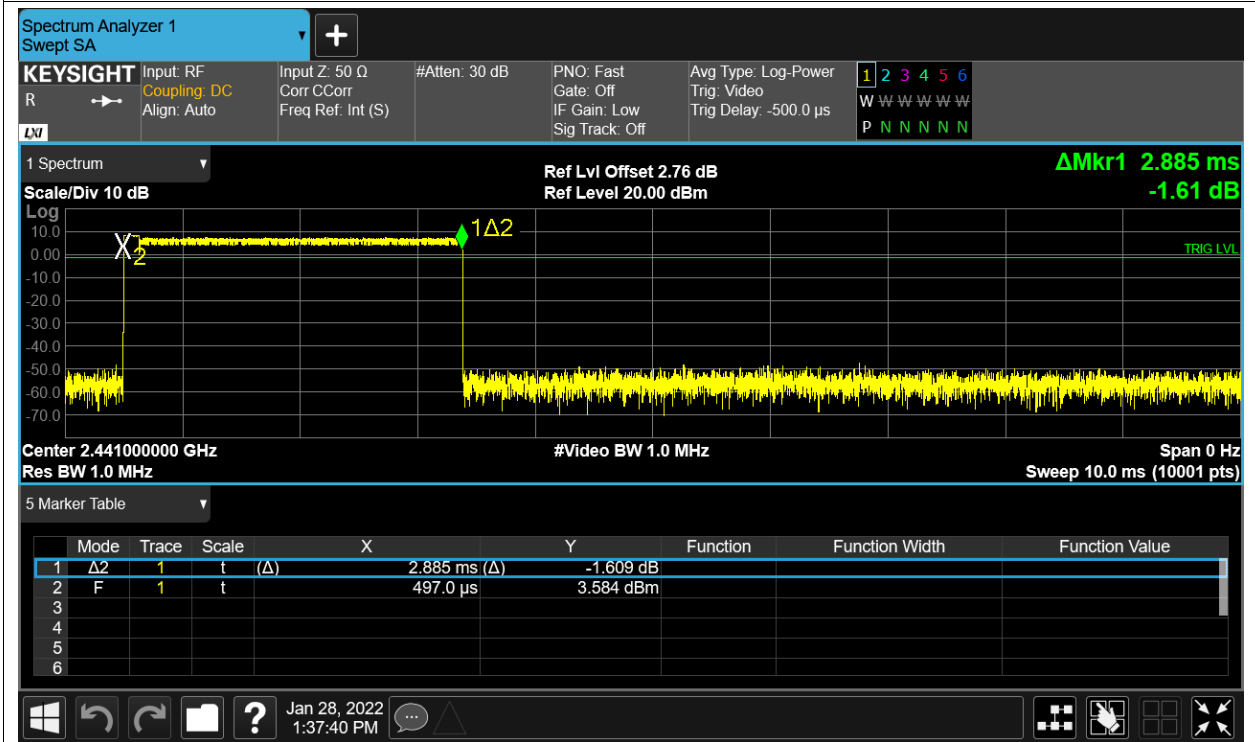 Spectrum Analyzer 1
Swept SA
+
KEYSIGHT Input: RF Input Z: 50 Ω #Atten: 30 dB PNO: Fast Avg Type: Log-Power 1 2 3 4 5 6
R Coupling: DC Corr CCorr Gate: Off Trig: Video W W W W W W
Align: Auto Freq Ref: Int (S) IF Gain: Low Trig Delay: -500.0 µs P N N N N N
LXI Sig Track: Off
1 Spectrum Ref Lvl Offset 2.76 dB ΔMkr1 2.885 ms
Scale/Div 10 dB Ref Level 20.00 dBm -1.61 dB
Log
10.0 X 2 1Δ2
0.00 TRIG LVL
-10.0
-20.0
-30.0
-40.0
-50.0
-60.0
-70.0
Center 2.441000000 GHz #Video BW 1.0 MHz Span 0 Hz
Res BW 1.0 MHz Sweep 10.0 ms (10001 pts)
5 Marker Table
Mode Trace Scale X Y Function Function Width Function Value
1 Δ2 1 t (Δ) 2.885 ms (Δ) -1.609 dB
2 F 1 t 497.0 µs 3.584 dBm
3
4
5
6
? Jan 28, 2022
1:37:40 PM